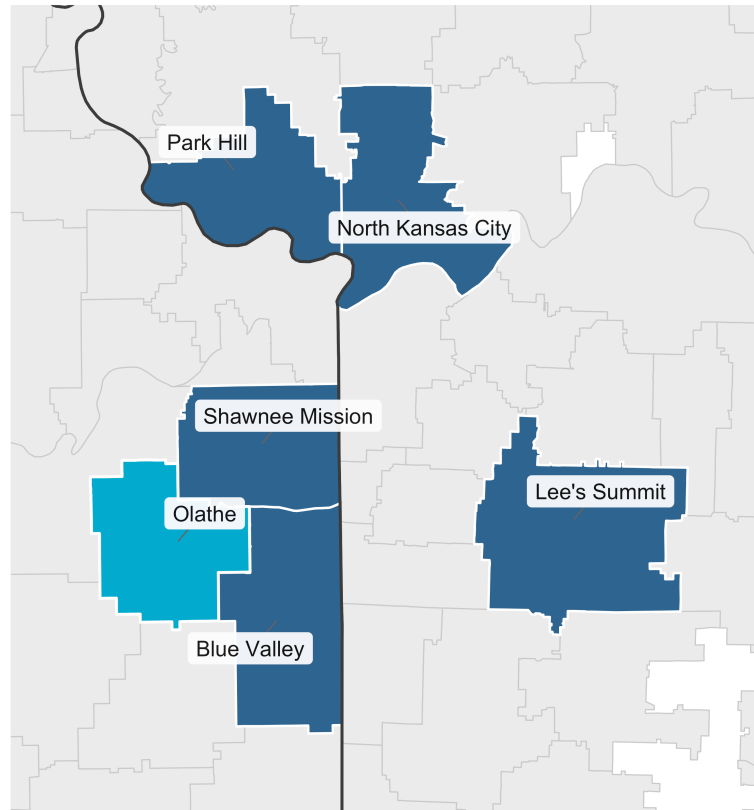 Park Hill
North Kansas City
Shawnee Mission
Lee's Summit
Olathe
Blue Valley